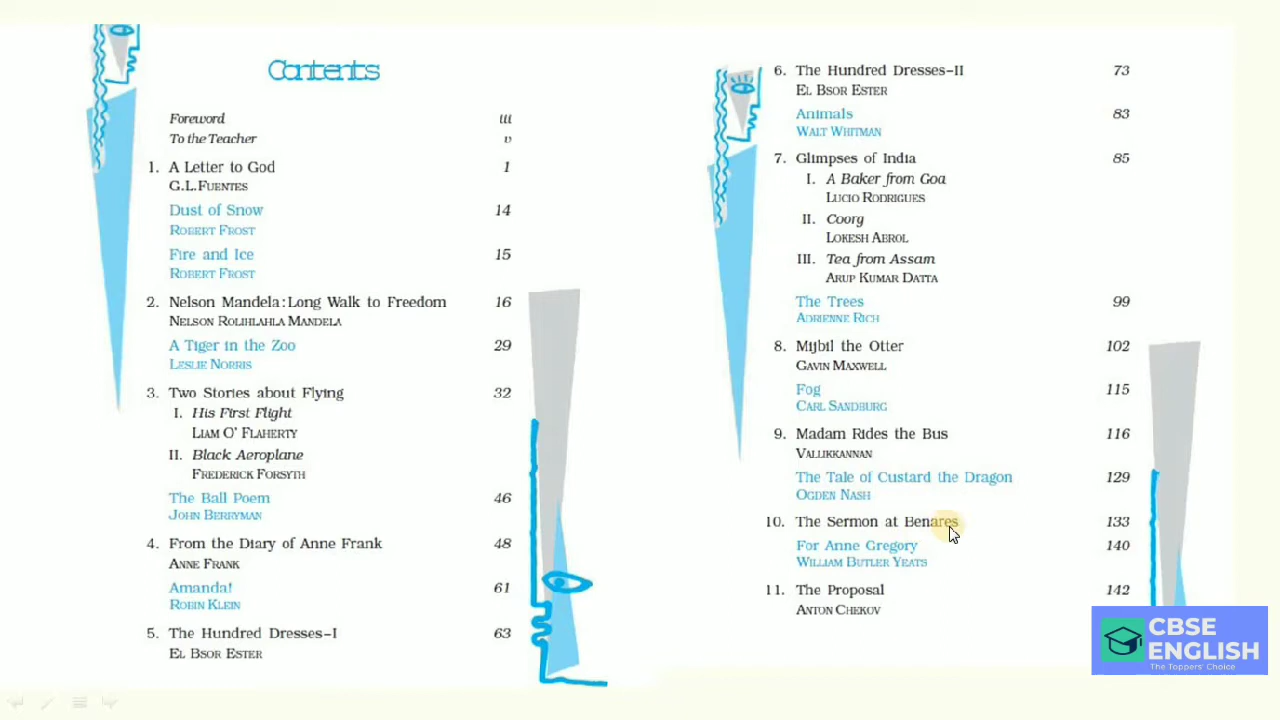 Contents
Foreword iii
To the Teacher v
1. A Letter to God 1
G.L.FUENTES
Dust of Snow 14
ROBERT FROST
Fire and Ice 15
ROBERT FROST
2. Nelson Mandela:Long Walk to Freedom 16
NELSON ROLIHLAHLA MANDELA
A Tiger in the Zoo 29
LESLIE NORRIS
3. Two Stories about Flying 32
I. His First Flight
LIAM O' FLAHERTY
II. Black Aeroplane
FREDERICK FORSYTH
The Ball Poem 46
JOHN BERRYMAN
4. From the Diary of Anne Frank 48
ANNE FRANK
Amanda! 61
ROBIN KLEIN
5. The Hundred Dresses–I 63
EL BSOR ESTER
6. The Hundred Dresses–II 73
EL BSOR ESTER
Animals 83
WALT WHITMAN
7. Glimpses of India 85
I. A Baker from Goa
LUCIO RODRIGUES
II. Coorg
LOKESH ABROL
III. Tea from Assam
ARUP KUMAR DATTA
The Trees 99
ADRIENNE RICH
8. Mijbil the Otter 102
GAVIN MAXWELL
Fog 115
CARL SANDBURG
9. Madam Rides the Bus 116
VALLIKKANNAN
The Tale of Custard the Dragon 129
OGDEN NASH
10. The Sermon at Benares 133
For Anne Gregory 140
WILLIAM BUTLER YEATS
11. The Proposal 142
ANTON CHEKOV
CBSE
ENGLISH
The Toppers' Choice